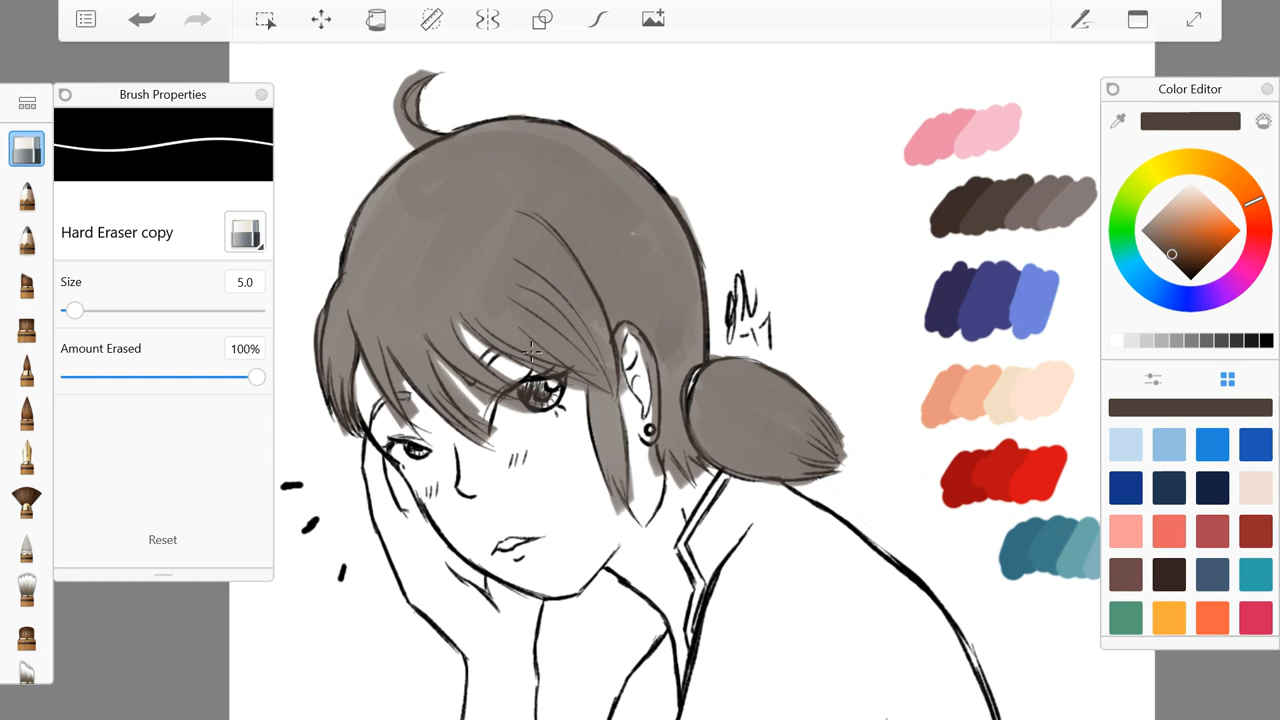 Brush Properties
Color Editor
Hard Eraser copy
Size
5.0
Amount Erased
100%
Reset